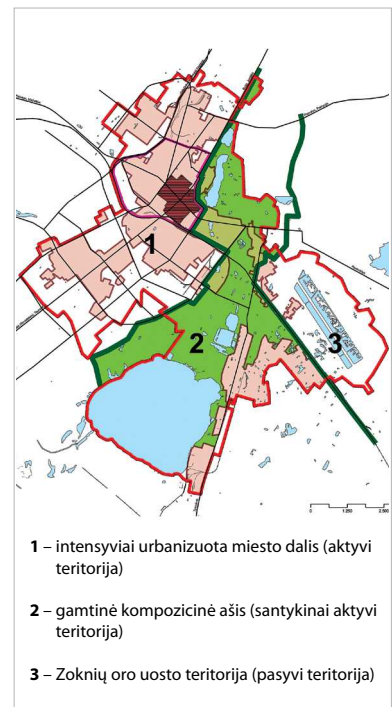 1
2
3
0
1 250
2 500
1 – intensyviai urbanizuota miesto dalis (aktyvi
teritorija)
2 – gamtinė kompozicinė ašis (santykinai aktyvi
teritorija)
3 – Zoknių oro uosto teritorija (pasyvi teritorija)